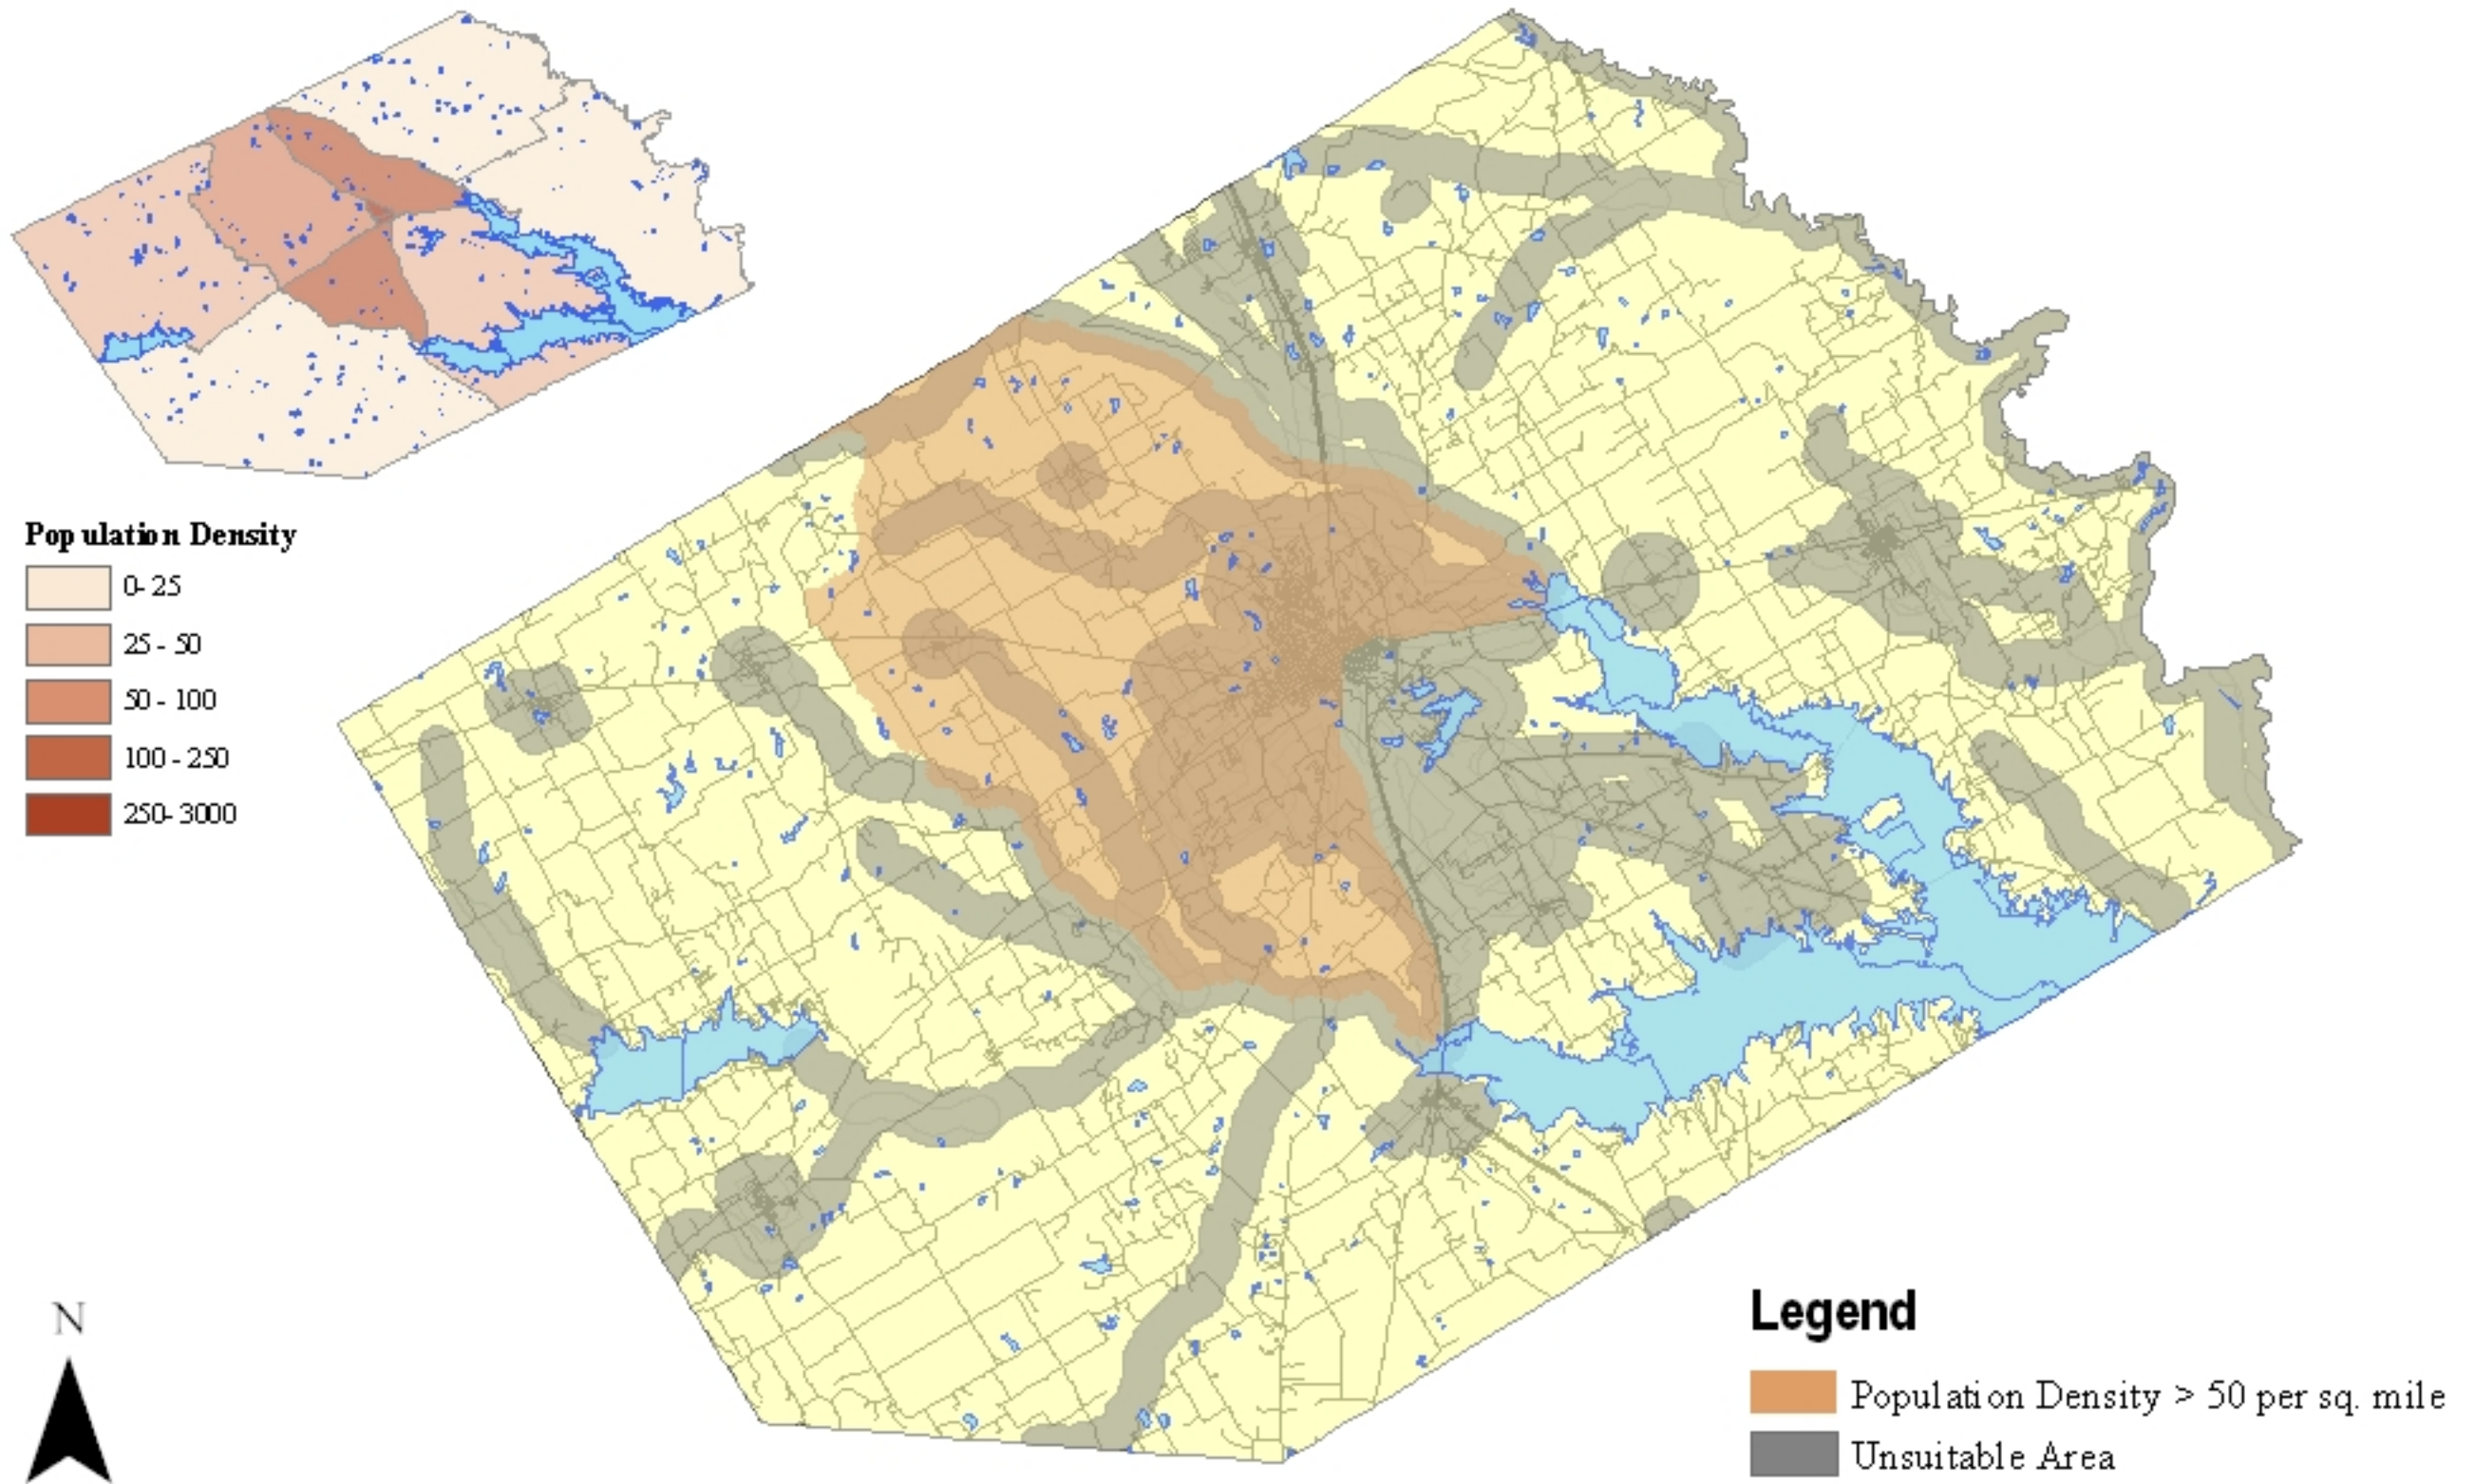 Population Density
0- 25
25 - 50
50 - 100
100 - 250
250- 3000
N
Legend
Population Density > 50 per sq. mile
Unsuitable Area